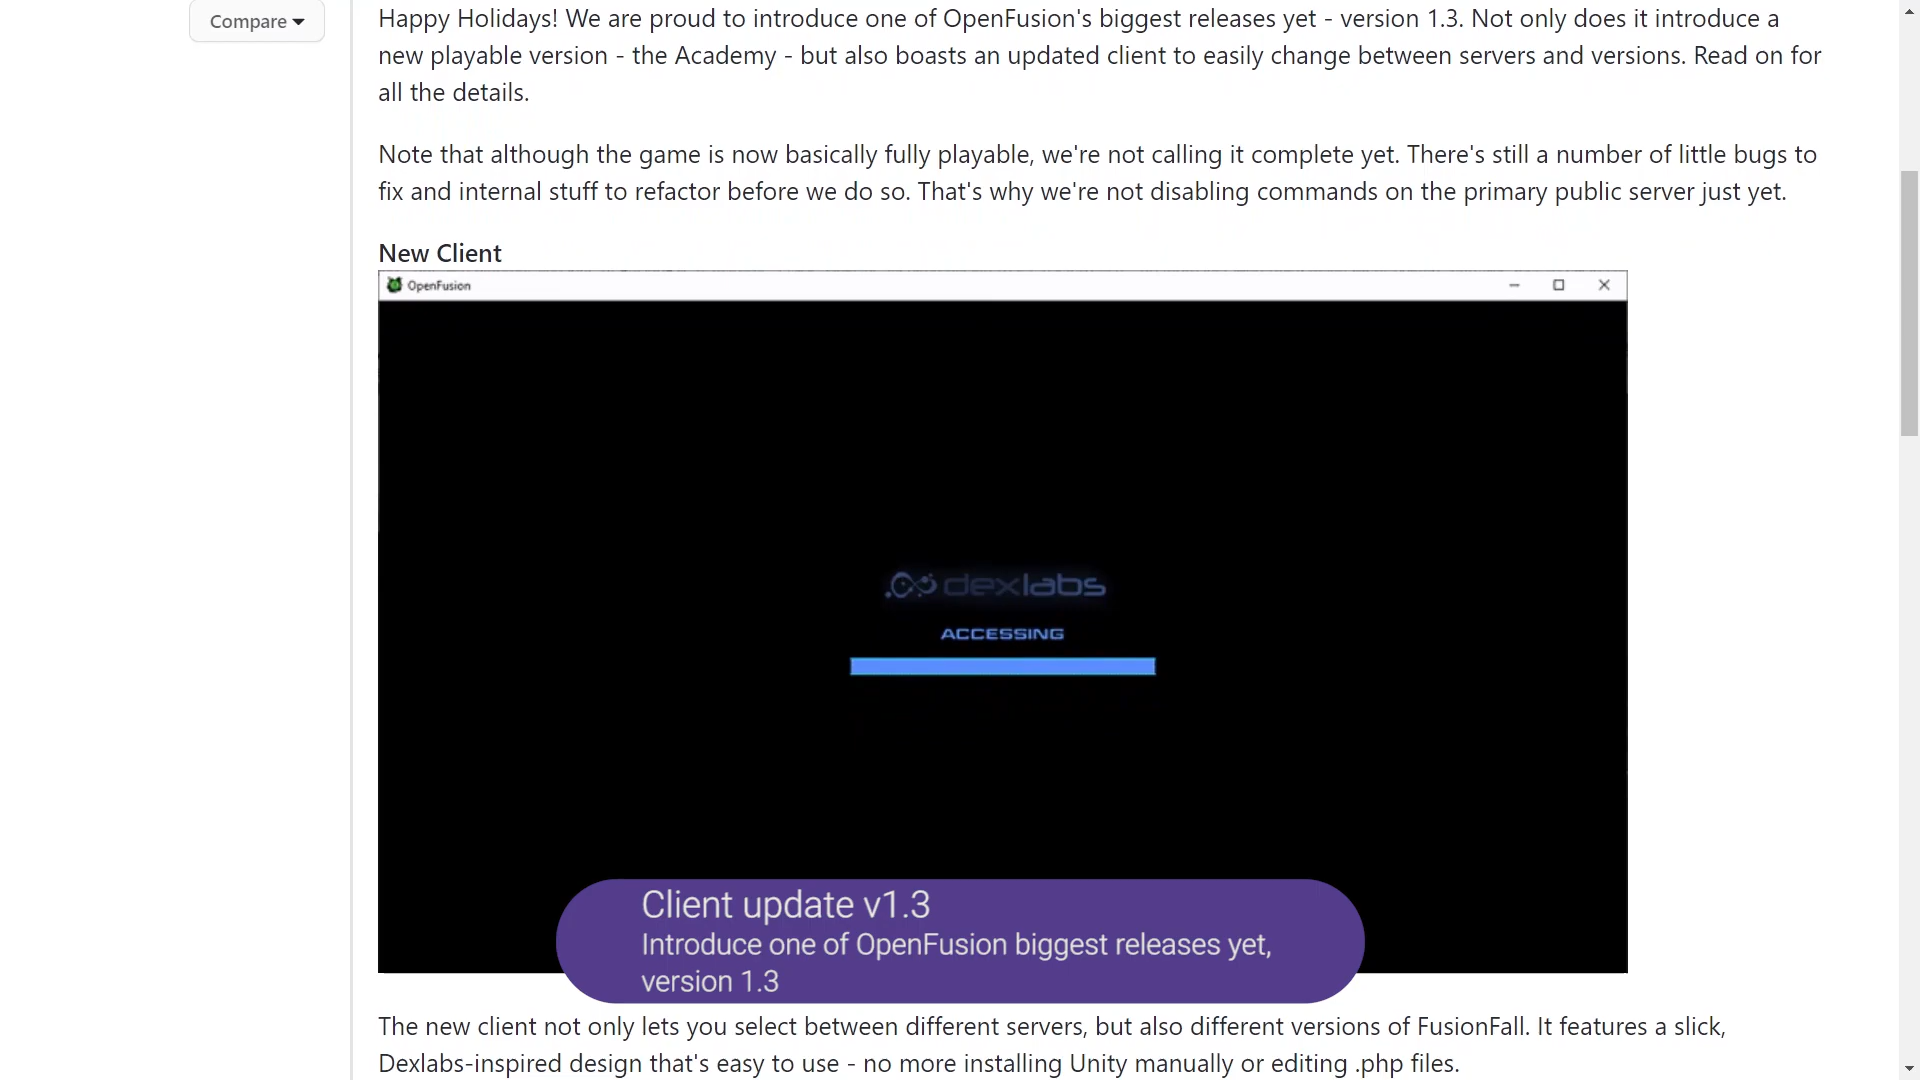 Compare
Happy Holidays! We are proud to introduce one of OpenFusion's biggest releases yet - version 1.3. Not only does it introduce a
new playable version - the Academy - but also boasts an updated client to easily change between servers and versions. Read on for
all the details.
Note that although the game is now basically fully playable, we're not calling it complete yet. There's still a number of little bugs to
fix and internal stuff to refactor before we do so. That's why we're not disabling commands on the primary public server just yet.
New Client
OpenFusion
dexlabs
ACCESSING
Client update v1.3
Introduce one of OpenFusion biggest releases yet,
version 1.3
The new client not only lets you select between different servers, but also different versions of FusionFall. It features a slick,
Dexlabs-inspired design that's easy to use - no more installing Unity manually or editing .php files.